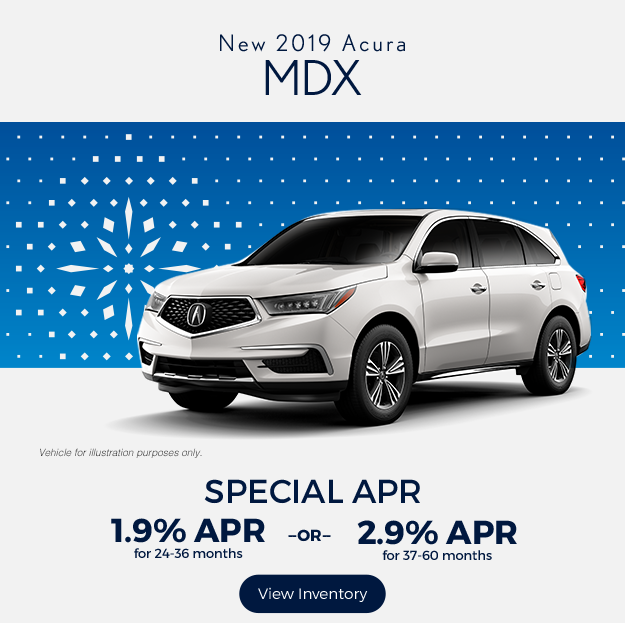 New 2019 Acura
MDX
Vehicle for illustration purposes only.
SPECIAL APR
1.9% APR –OR– 2.9% APR
for 24-36 months for 37-60 months
View Inventory